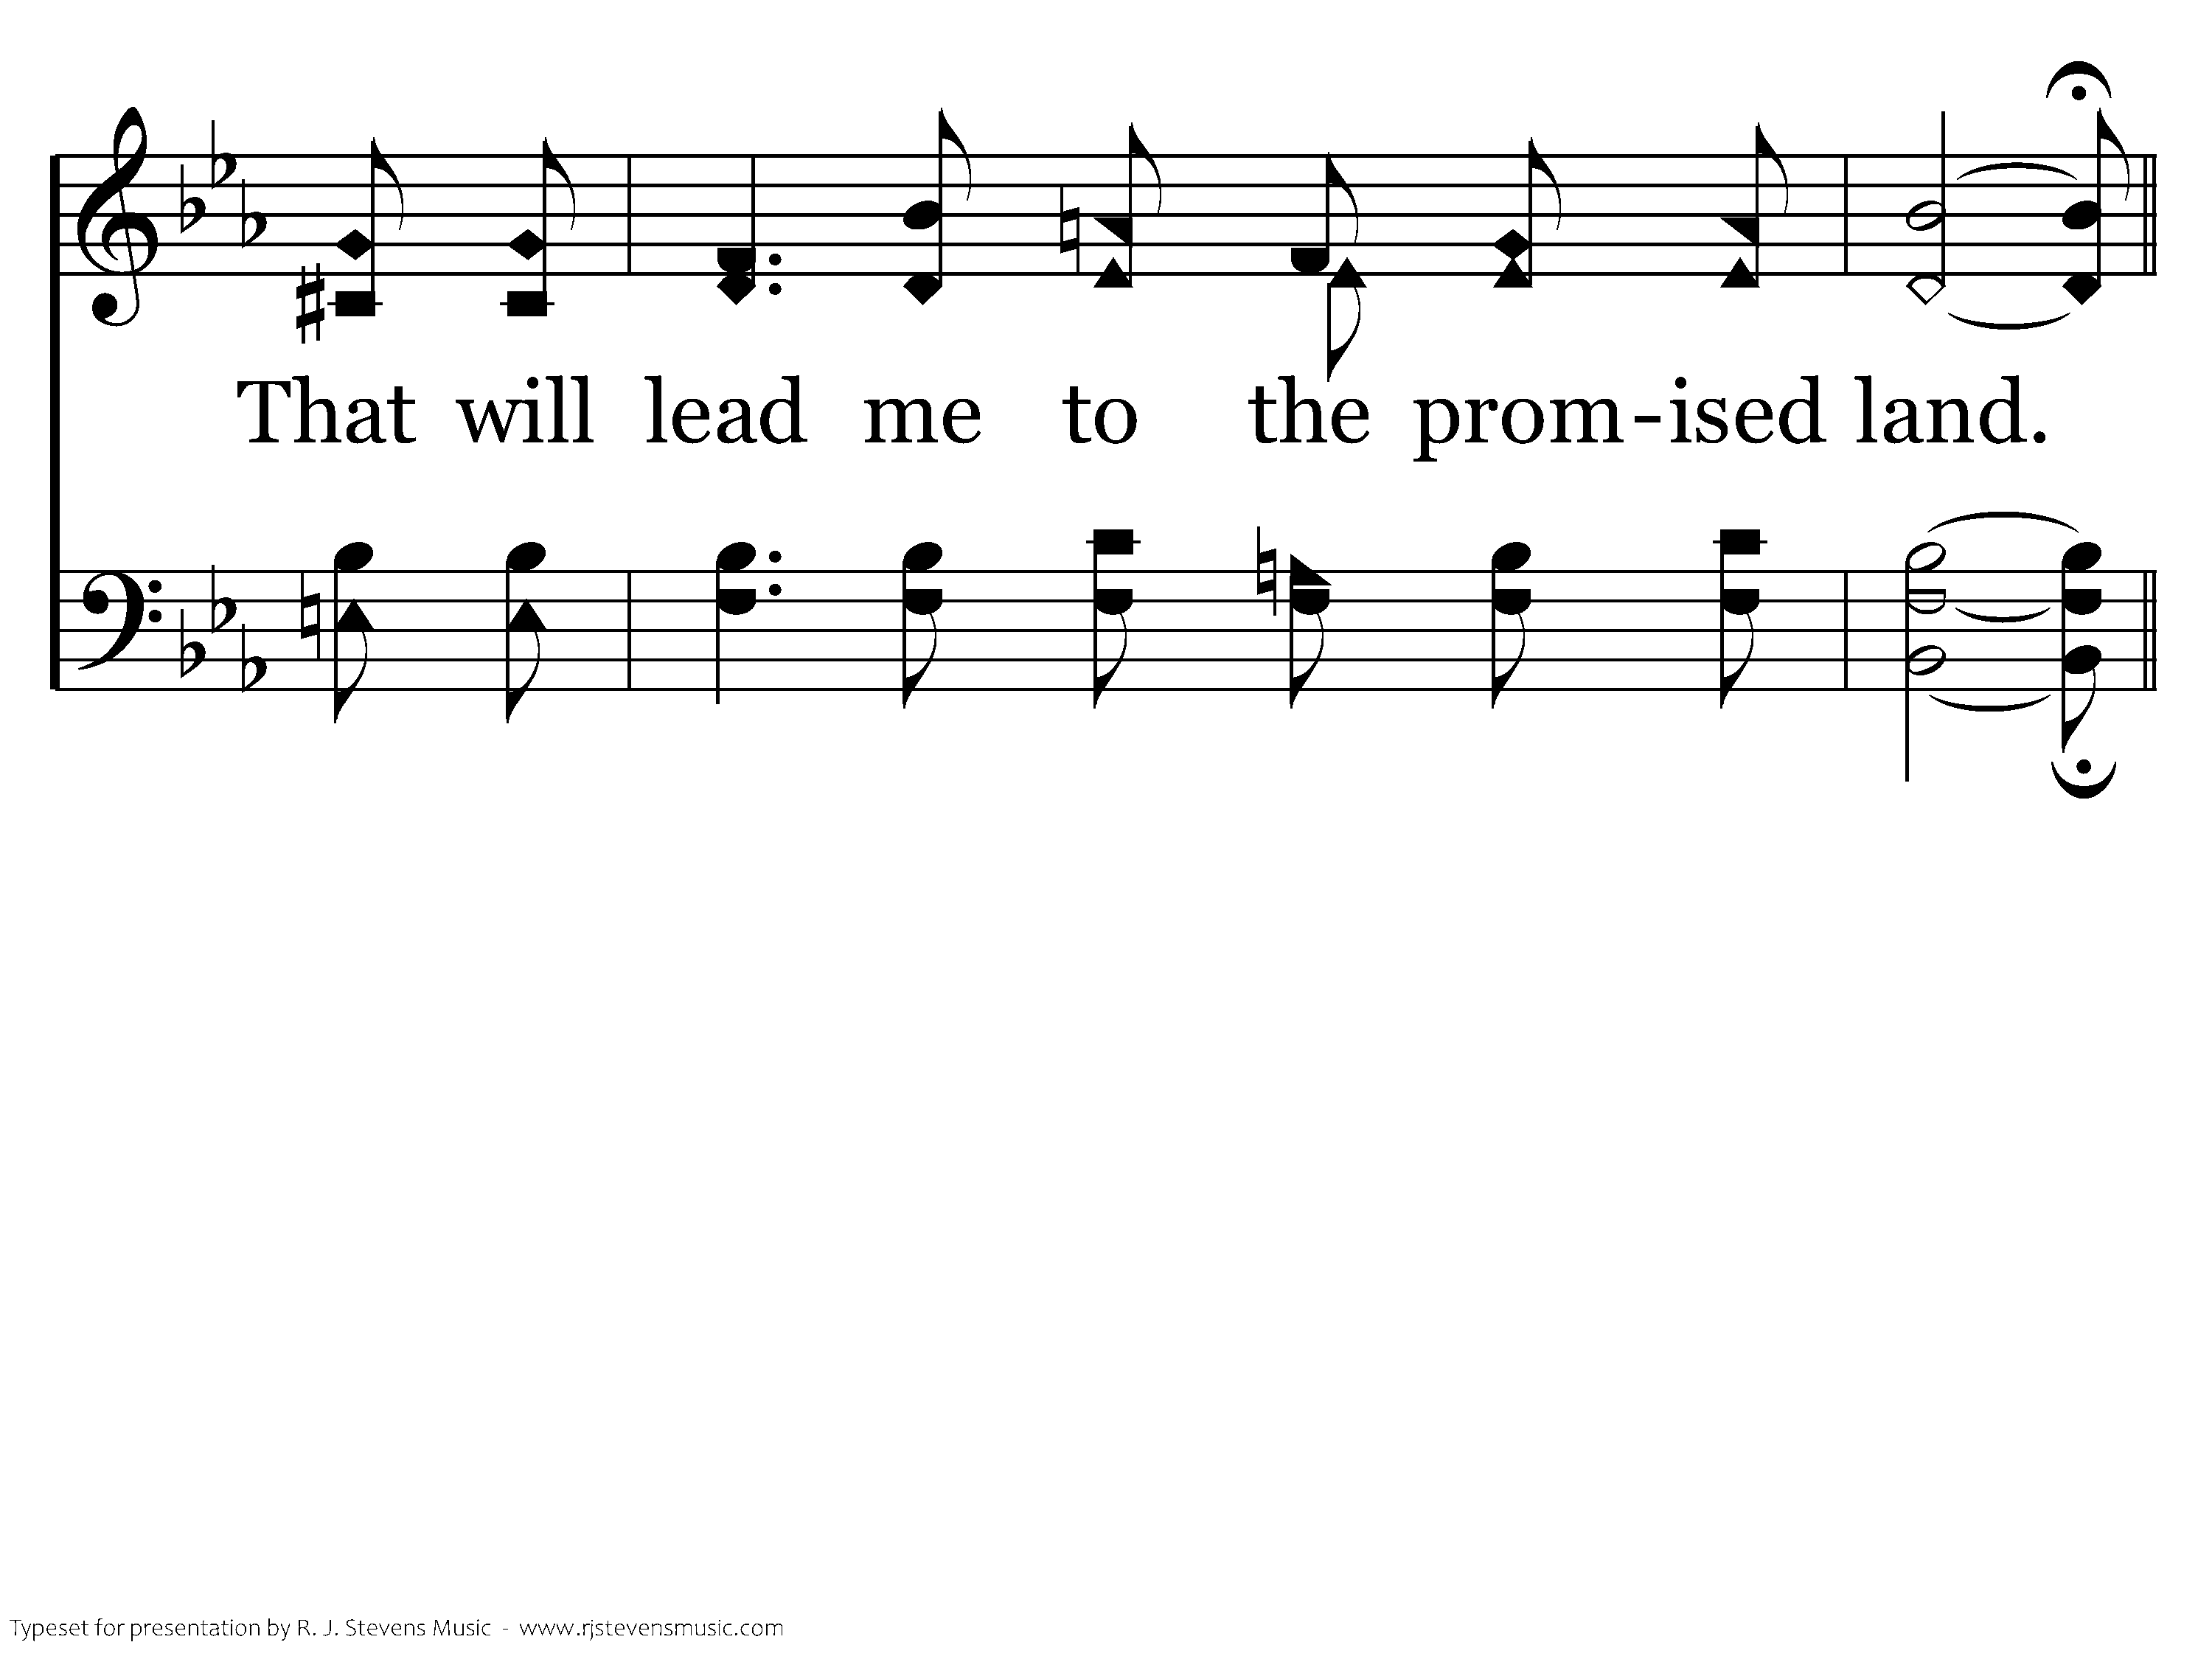 That will lead me to the prom-ised land.
Typeset for presentation by R. J. Stevens Music - www.rjstevensmusic.com